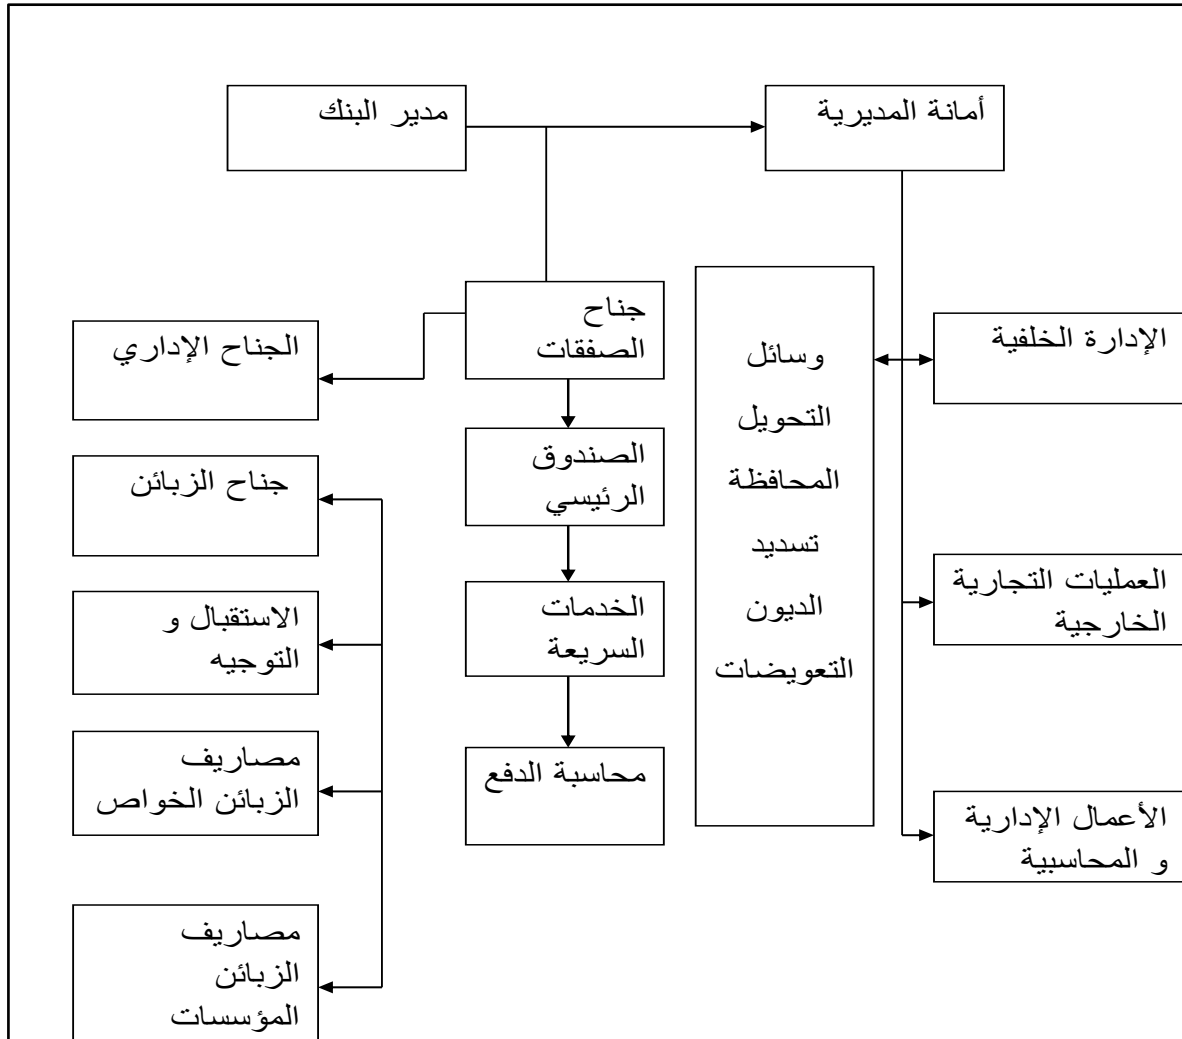 أمانة المديرية
مدير البنك
الإدارة الخلفية
العمليات التجارية
الخارجية
الأعمال الإدارية
و المحاسبية
وسائل
التحويل
المحافظة
تسديد
الديون
التعويضات
جناح
الصفقات
الصندوق
الرئيسي
الخدمات
السريعة
محاسبة الدفع
الجناح الإداري
جناح الزبائن
الاستقبال و
التوجيه
مصاريف
الزبائن الخواص
مصاريف
الزبائن
المؤسسات